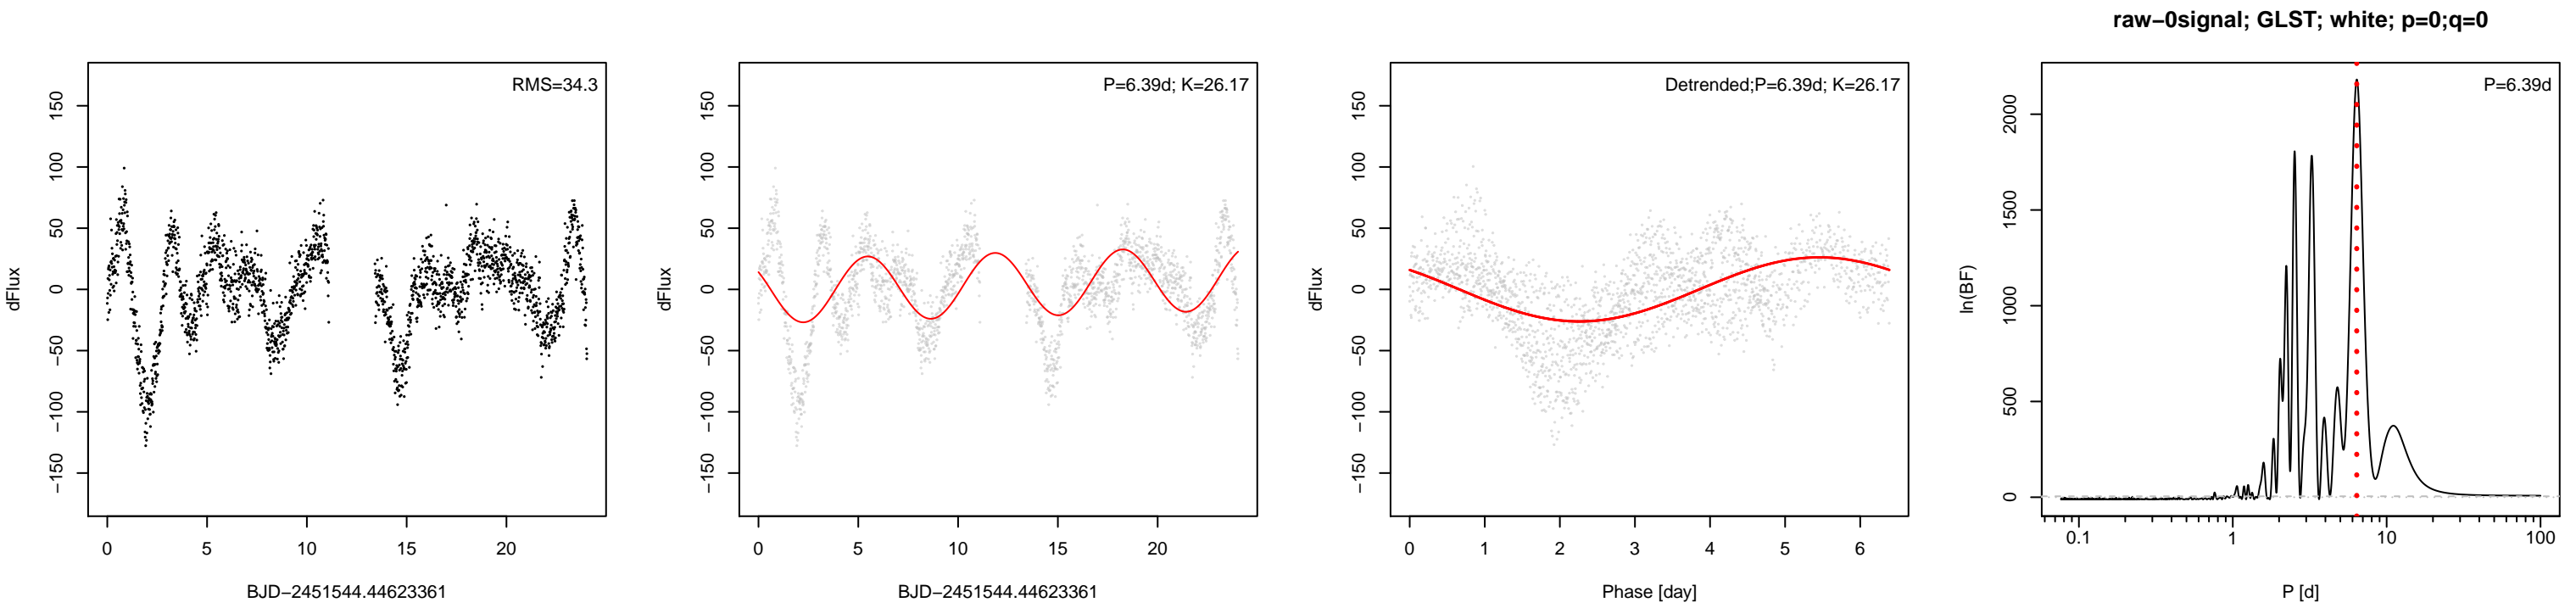 raw−0signal; GLST; white; p=0;q=0
RMS=34.3
dFlux
150
100
50
0
−50
−100
−150
0 5 10 15 20
BJD−2451544.44623361
P=6.39d; K=26.17
dFlux
150
100
50
0
−50
−100
−150
0 5 10 15 20
BJD−2451544.44623361
Detrended;P=6.39d; K=26.17
dFlux
150
100
50
0
−50
−100
−150
0 1 2 3 4 5 6
Phase [day]
P=6.39d
ln(BF)
2000
1500
1000
500
0
0.1 1 10 100
P [d]